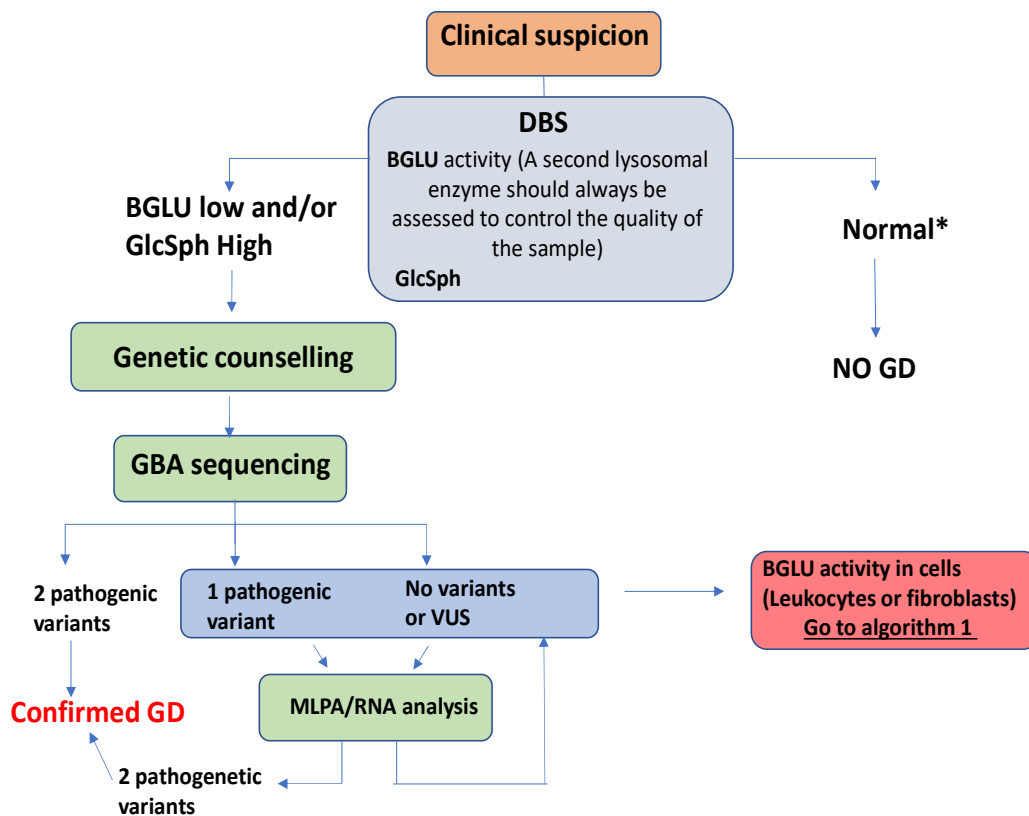 Clinical suspicion
DBS
BGLU activity (A second lysosomal
enzyme should always be
assessed to control the quality of
the sample)
GlcSph
BGLU low and/or
GlcSph High
Normal*
NO GD
Genetic counselling
GBA sequencing
2 pathogenic
variants
1 pathogenic
variant
No variants
or VUS
BGLU activity in cells
(Leukocytes or fibroblasts)
Go to algorithm 1
MLPA/RNA analysis
Confirmed GD
2 pathogenetic
variants